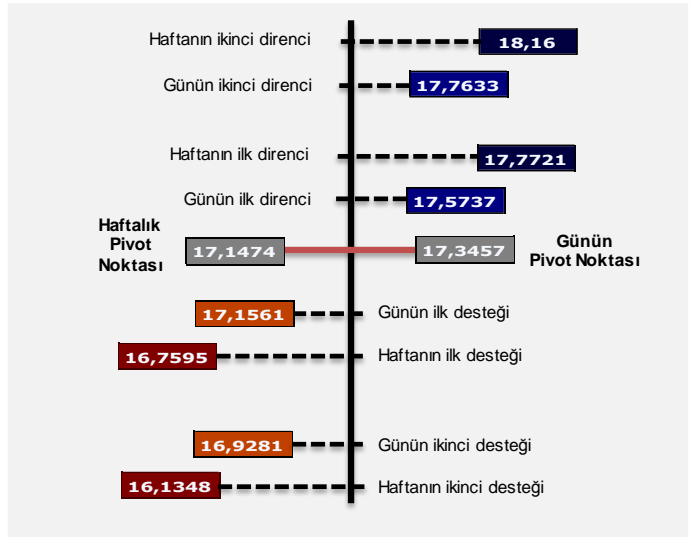 Haftanın ikinci direnci
18,16
Günün ikinci direnci
17,7633
Haftanın ilk direnci
17,7721
Günün ilk direnci
17,5737
Haftalık
Pivot
Noktası
17,1474
17,3457
Günün
Pivot Noktası
17,1561
Günün ilk desteği
16,7595
Haftanın ilk desteği
16,9281
Günün ikinci desteği
16,1348
Haftanın ikinci desteği